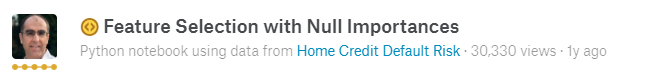 Feature Selection with Null Importances
Python notebook using data from Home Credit Default Risk · 30,330 views · 1y ago